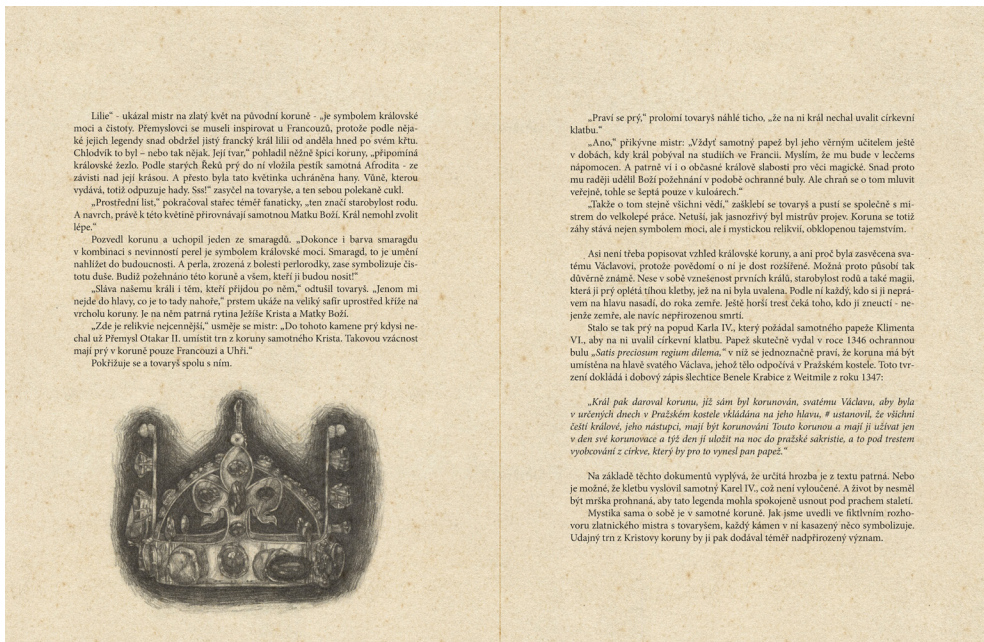 Lilie“ - ukázal mistr na zlatý květ na původní koruně - „je symbolem královské
moci a čistoty. Přemyslovci se museli inspirovat u Francouzů, protože podle něja-
ké jejich legendy snad obdržel jistý francký král lilii od anděla hned po svém křtu.
Chlodvík to byl – nebo tak nějak. Její tvar,“ pohladil něžně špici koruny, „připomíná
královské žezlo. Podle starých Řeků prý do ní vložila pestík samotná Afrodita - ze
závisti nad její krásou. A přesto byla tato květinka uchráněna hany. Vůně, kterou
vydává, totiž odpuzuje hady. Sss!“ zasyčel na tovaryše, a ten sebou polekaně cukl.
„Prostřední list,“ pokračoval stařec téměř fanaticky, „ten značí starobylost rodu.
A navrch, právě k této květině přirovnávají samotnou Matku Boží. Král nemohl zvolit
lépe.“
Pozvedl korunu a uchopil jeden ze smaragdů. „Dokonce i barva smaragdu
v kombinaci s nevinností perel je symbolem královské moci. Smaragd, to je umění
nahlížet do budoucnosti. A perla, zrozená z bolesti perlorodky, zase symbolizuje čis-
totu duše. Budiž požehnáno této koruně a všem, kteří ji budou nosit!“
„Sláva našemu králi i těm, kteří přijdou po něm,“ odtušil tovaryš. „Jenom mi
nejde do hlavy, co je to tady nahoře,“ prstem ukáže na veliký safir uprostřed kříže na
vrcholu koruny. Je na něm patrná rytina Ježíše Krista a Matky Boží.
„Zde je relikvie nejcennější,“ usměje se mistr: „Do tohoto kamene prý kdysi ne-
chal už Přemysl Otakar II. umístit trn z koruny samotného Krista. Takovou vzácnost
mají prý v koruně pouze Francouzi a Uhři.“
Pokřižuje se a tovaryš spolu s ním.
„Praví se prý,“ prolomí tovaryš náhlé ticho, „že na ni král nechal uvalit církevní
klatbu.“
„Ano,“ přikývne mistr: „Vždyť samotný papež byl jeho věrným učitelem ještě
v dobách, kdy král pobýval na studiích ve Francii. Myslím, že mu bude v lecčems
nápomocen. A patrně ví i o občasné králově slabosti pro věci magické. Snad proto
mu raději udělil Boží požehnání v podobě ochranné buly. Ale chraň se o tom mluvit
veřejně, tohle se šeptá pouze v kuloárech.“
„Takže o tom stejně všichni vědí,“ zašklebí se tovaryš a pustí se společně s mi-
strem do velkolepé práce. Netuší, jak jasnozřivý byl mistrův projev. Koruna se totiž
záhy stává nejen symbolem moci, ale i mystickou relikvií, obklopenou tajemstvím.
Asi není třeba popisovat vzhled královské koruny, a ani proč byla zasvěcena sva-
tému Václavovi, protože povědomí o ní je dost rozšířené. Možná proto působí tak
důvěrně známě. Nese v sobě vznešenost prvních králů, starobylost rodů a také magii,
která ji prý oplétá tíhou kletby, jež na ni byla uvalena. Podle ní každý, kdo si ji neprá-
vem na hlavu nasadí, do roka zemře. Ještě horší trest čeká toho, kdo ji zneuctí - ne-
jenže zemře, ale navíc nepřirozenou smrtí.
Stalo se tak prý na popud Karla IV., který požádal samotného papeže Klimenta
VI., aby na ni uvalil církevní klatbu. Papež skutečně vydal v roce 1346 ochrannou
bulu „Satis preciosum regium dilema,“ v níž se jednoznačně praví, že koruna má být
umístěna na hlavě svatého Václava, jehož tělo odpočívá v Pražském kostele. Toto tvr-
zení dokládá i dobový zápis šlechtice Benele Krabice z Weitmile z roku 1347:
„Král pak daroval korunu, jíž sám byl korunován, svatému Václavu, aby byla
v určených dnech v Pražském kostele vkládána na jeho hlavu, # ustanovil, že všichni
čeští králové, jeho nástupci, mají být korunováni Touto korunou a mají ji užívat jen
v den své korunovace a týž den ji uložit na noc do pražské sakristie, a to pod trestem
vyobcování z církve, který by pro to vynesl pan papež.“
Na základě těchto dokumentů vyplývá, že určitá hrozba je z textu patrná. Nebo
je možné, že kletbu vyslovil samotný Karel IV., což není vyloučené. A život by nesměl
být mrška prohnaná, aby tato legenda mohla spokojeně usnout pod prachem staletí.
Mystika sama o sobě je v samotné koruně. Jak jsme uvedli ve fiktivním rozho-
voru zlatnického mistra s tovaryšem, každý kámen v ní kasazený něco symbolizuje.
Údajný trn z Kristovy koruny by jí pak dodával téměř nadpřirozený význam.